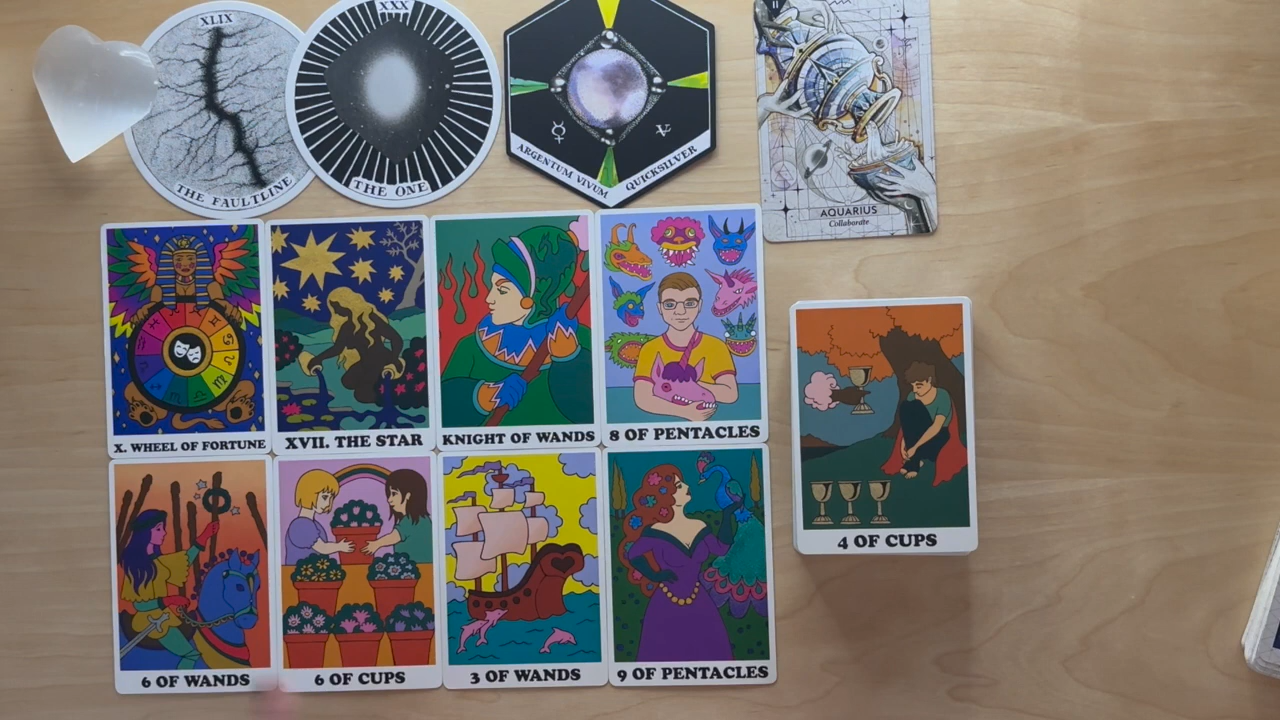 XLIX
THE FAULTLINE
XXX
THE ONE
ARGENTUM VIVUM
QUICKSILVER
II
AQUARIUS
Collaborate
X. WHEEL OF FORTUNE
XVII. THE STAR
KNIGHT OF WANDS
8 OF PENTACLES
4 OF CUPS
6 OF WANDS
6 OF CUPS
3 OF WANDS
9 OF PENTACLES